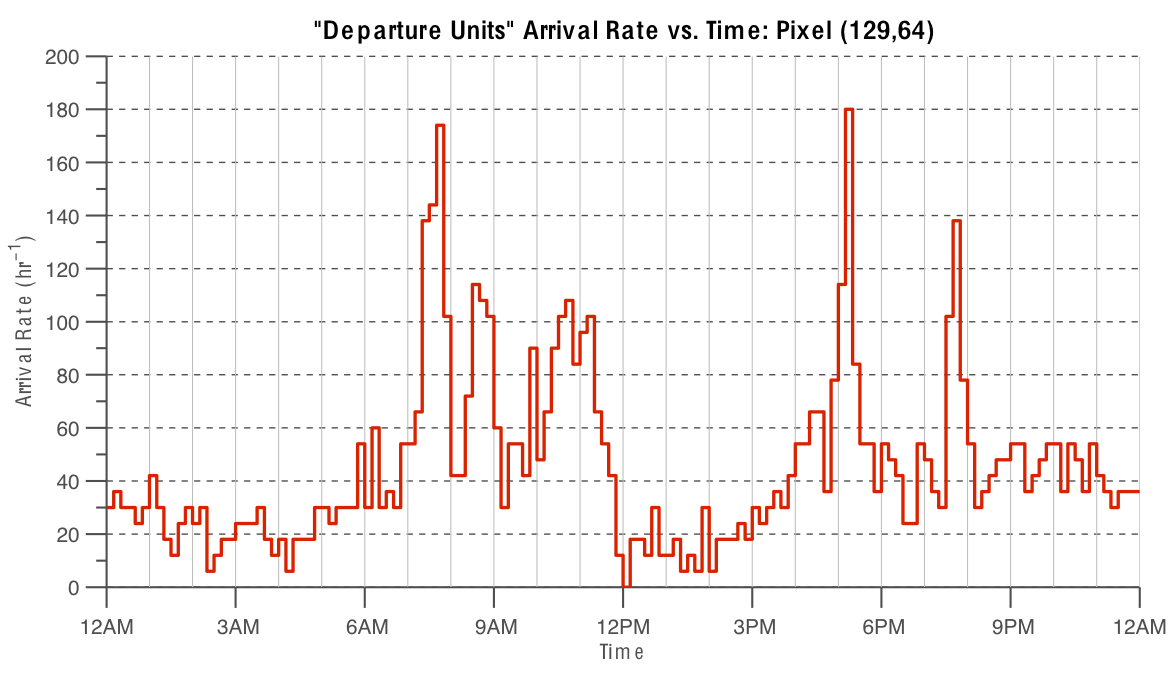 "Departure Units" Arrival Rate vs. Time: Pixel (129,64)
200
180
160
140
120
100
80
60
40
20
0
Arrival Rate (hr⁻¹)
12AM 3AM 6AM 9AM 12PM 3PM 6PM 9PM 12AM
Time